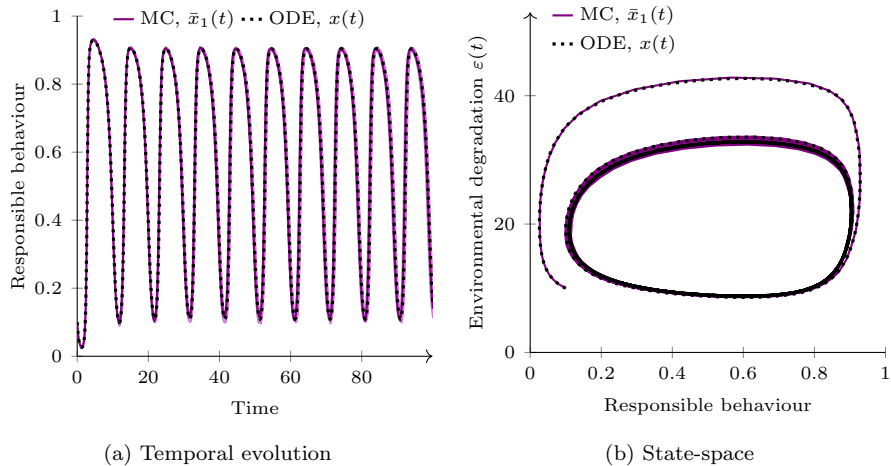 MC, x̄₁(t) ODE, x(t)
1
0.8
0.6
0.4
0.2
0
Responsible behaviour
0
20
40
60
80
Time
(a) Temporal evolution
MC, x̄₁(t)
ODE, x(t)
40
20
0
Environmental degradation ε(t)
0
0.2
0.4
0.6
0.8
1
Responsible behaviour
(b) State-space